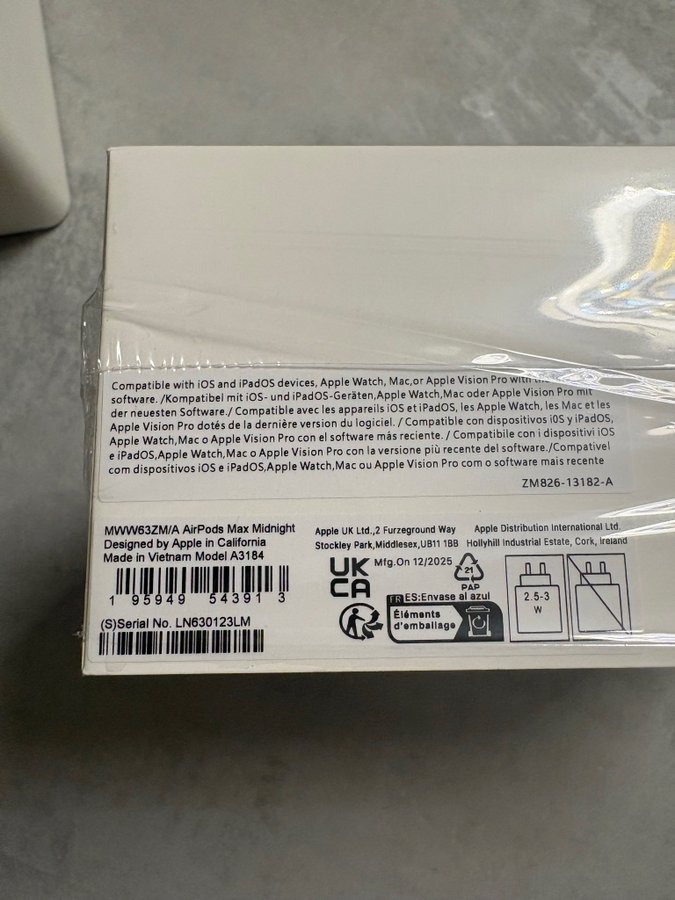 Compatible with iOS and iPadOS devices, Apple Watch, Mac,or Apple Vision Pro with the
software. /Kompatibel mit iOS- und iPadOS-Geräten,Apple Watch,Mac oder Apple Vision Pro mit
der neuesten Software./ Compatible avec les appareils iOS et iPadOS, les Apple Watch, les Mac et les
Apple Vision Pro dotés de la dernière version du logiciel. / Compatible con dispositivos i0S y iPadOS,
Apple Watch,Mac o Apple Vision Pro con el software más reciente. / Compatibile con i dispositivi iOS
e iPadOS,Apple Watch,Mac o Apple Vision Pro con la versione più recente del software./Compativel
com dispositivos iOS e iPadOS,Apple Watch,Mac ou Apple Vision Pro com o software mais recente
ZM826-13182-A
MWW63ZM/A AirPods Max Midnight
Designed by Apple in California
Made in Vietnam Model A3184
1 95949 54391 3
(S)Serial No. LN630123LM
Apple UK Ltd.,2 Furzeground Way
Stockley Park,Middlesex,UB11 1BB
Apple Distribution International Ltd.
Hollyhill Industrial Estate, Cork, Ireland
UK
CA
Mfg.On 12/2025
21
PAP
FR ES:Envase al azul
Éléments
d'emballage
2.5-3
W